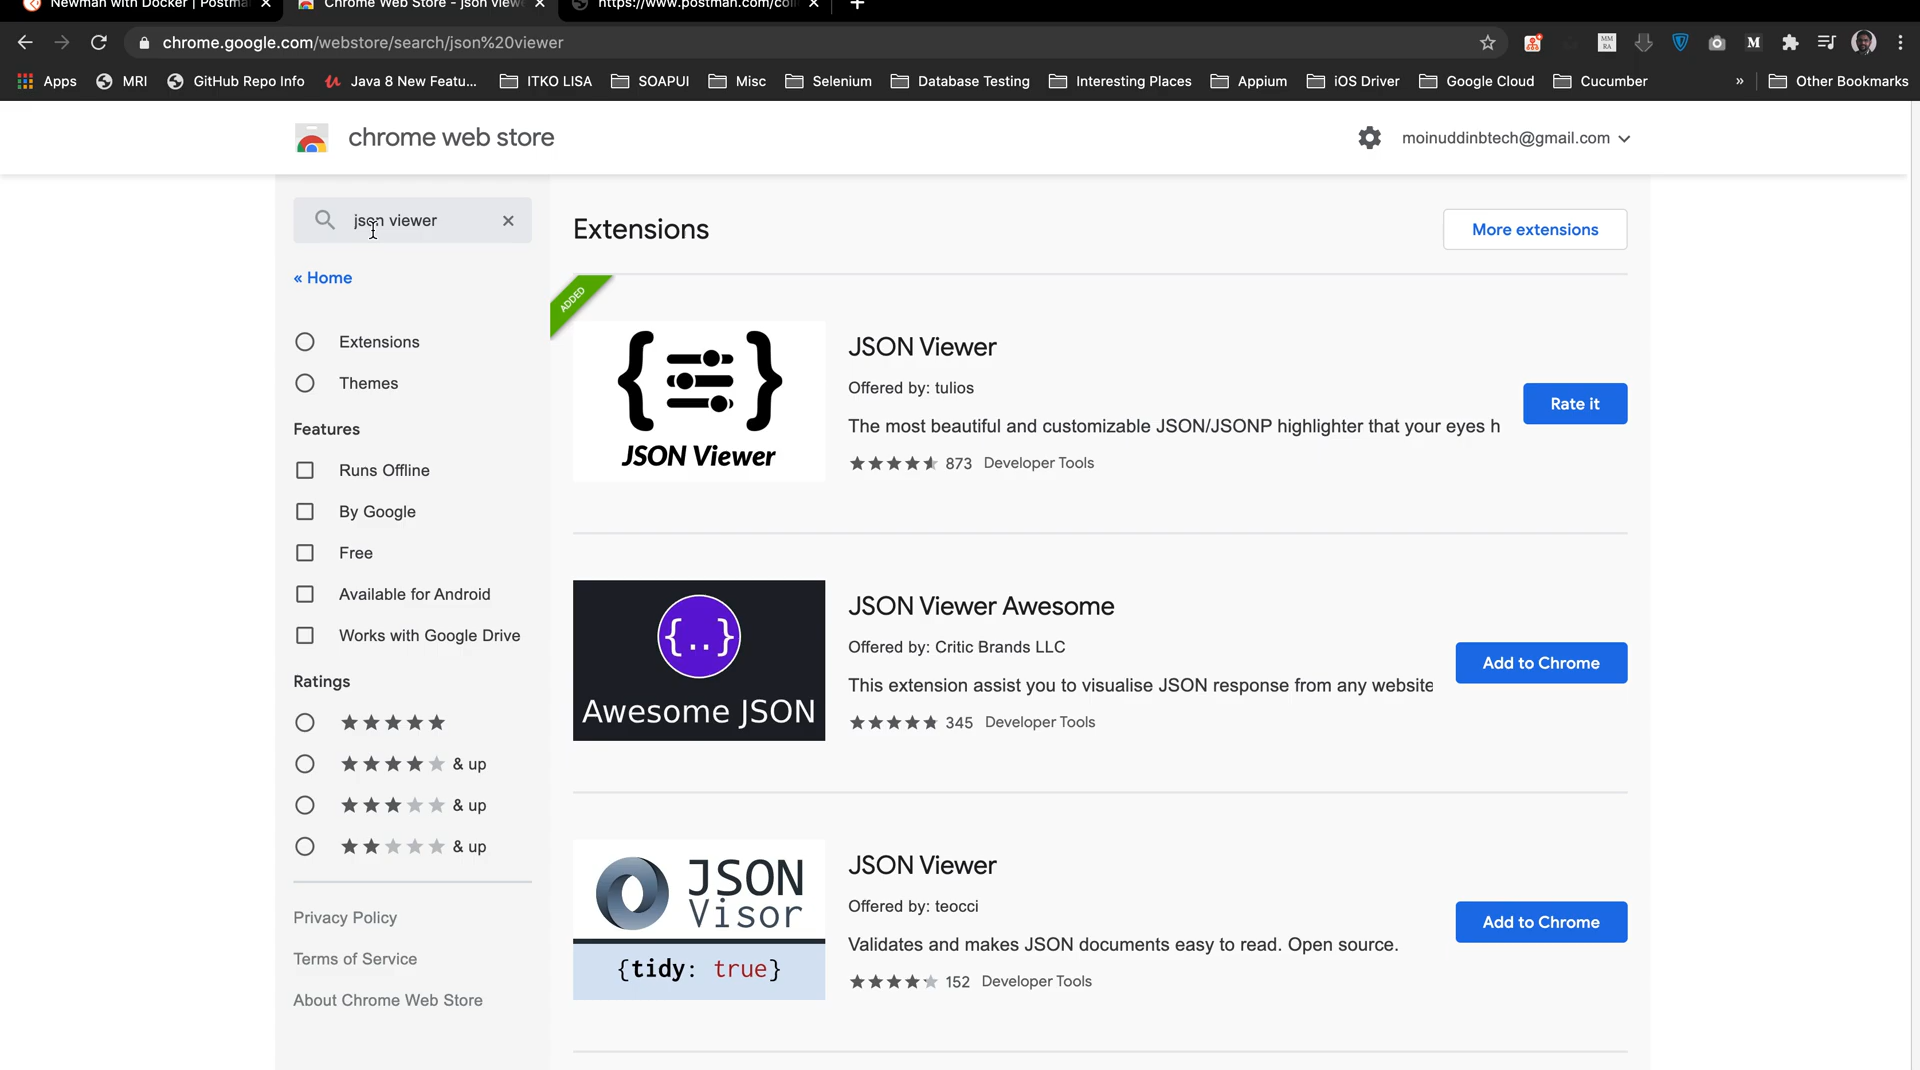 Newman with Docker | Postma
Chrome Web Store - json view
https://www.postman.com/coll
chrome.google.com/webstore/search/json%20viewer
Apps MRI GitHub Repo Info Java 8 New Featu... ITKO LISA SOAPUI Misc Selenium Database Testing Interesting Places Appium iOS Driver Google Cloud Cucumber » Other Bookmarks
chrome web store
moinuddinbtech@gmail.com
json viewer
« Home
Extensions
Themes
Features
Runs Offline
By Google
Free
Available for Android
Works with Google Drive
Ratings
& up
& up
& up
Privacy Policy
Terms of Service
About Chrome Web Store
Extensions
More extensions
ADDED
JSON Viewer
JSON Viewer
Offered by: tulios
The most beautiful and customizable JSON/JSONP highlighter that your eyes h
873 Developer Tools
Rate it
{..}
Awesome JSON
JSON Viewer Awesome
Offered by: Critic Brands LLC
This extension assist you to visualise JSON response from any website
345 Developer Tools
Add to Chrome
JSON
Visor
{tidy: true}
JSON Viewer
Offered by: teocci
Validates and makes JSON documents easy to read. Open source.
152 Developer Tools
Add to Chrome